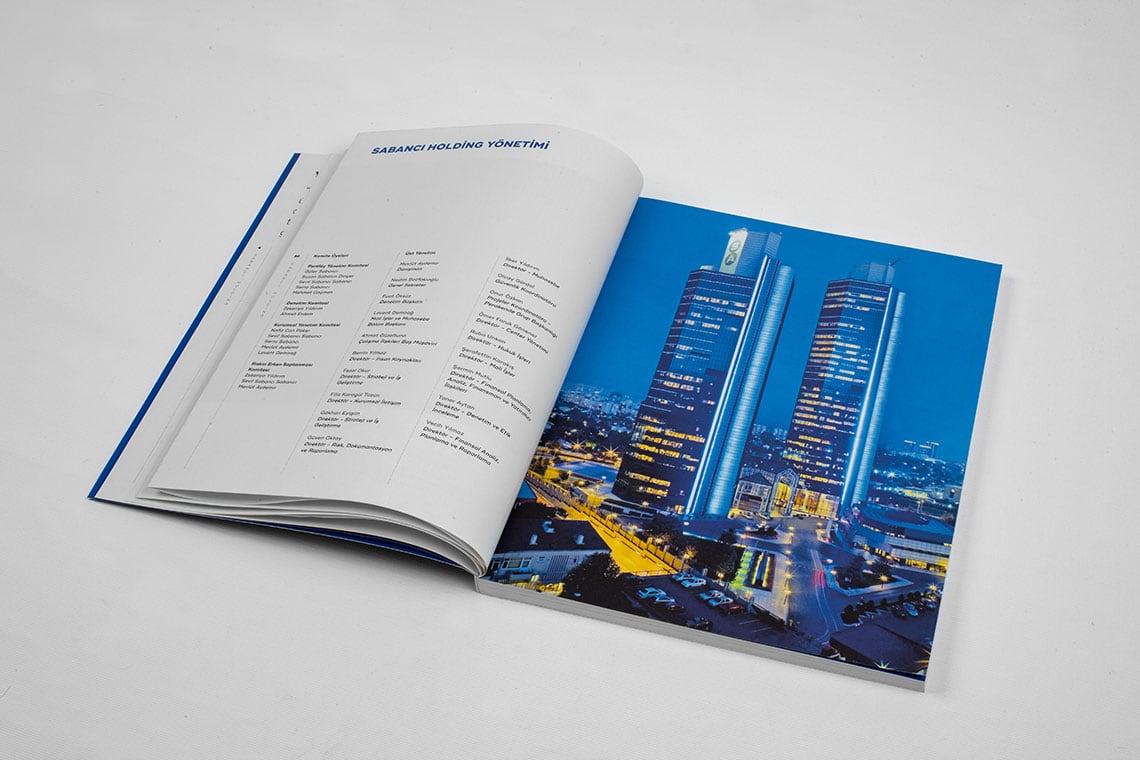 SABANCI HOLDİNG YÖNETİMİ
Komite Üyeleri
Portföy Yönetim Komitesi
Güler Sabancı
Suzan Sabancı Dinçer
Sevil Sabancı Sabancı
Serra Sabancı
Mehmet Göçmen
Denetim Komitesi
Zekeriya Yıldırım
Ahmet Erdem
Kurumsal Yönetim Komitesi
Nafiz Can Paker
Sevil Sabancı Sabancı
Serra Sabancı
Mevlüt Aydemir
Levent Demirağ
Riskin Erken Saptanması
Komitesi
Zekeriya Yıldırım
Sevil Sabancı Sabancı
Mevlüt Aydemir
Üst Yönetim
Mevlüt Aydemir
Danışman
Nedim Bozfakıoğlu
Genel Sekreter
Fuat Öksüz
Denetim Başkanı
Levent Demirağ
Mali İşler ve Muhasebe
Bölüm Başkanı
Ahmet Güzeltuna
Çalışma İlişkileri Baş Müşaviri
Berrin Yılmaz
Direktör – İnsan Kaynakları
Fezal Okur
Direktör – Strateji ve İş
Geliştirme
Filiz Karagül Tüzün
Direktör – Kurumsal İletişim
Gökhan Eyigün
Direktör – Strateji ve İş
Geliştirme
Güven Oktay
Direktör – Risk, Dokümantasyon
ve Raporlama
İlker Yıldırım
Direktör – Muhasebe
Olcay Gürdal
Güvenlik Koordinatörü
Onur Özkan
Projeler Koordinatörü –
Perakende Grup Başkanlığı
Ömer Faruk
Direktör – Center Yönetimi
Direktör – Hukuk İşleri
Şerafettin Karakış
Direktör – Mali İşler
Şermin Mutlu
Direktör – Finansal Planlama,
Analiz, Finansman ve Yatırımcı
İlişkileri
Taner Aytan
Direktör – Denetim ve Etik
İnceleme
Vecih Yılmaz
Direktör – Finansal Analiz,
Planlama ve Raporlama
SA